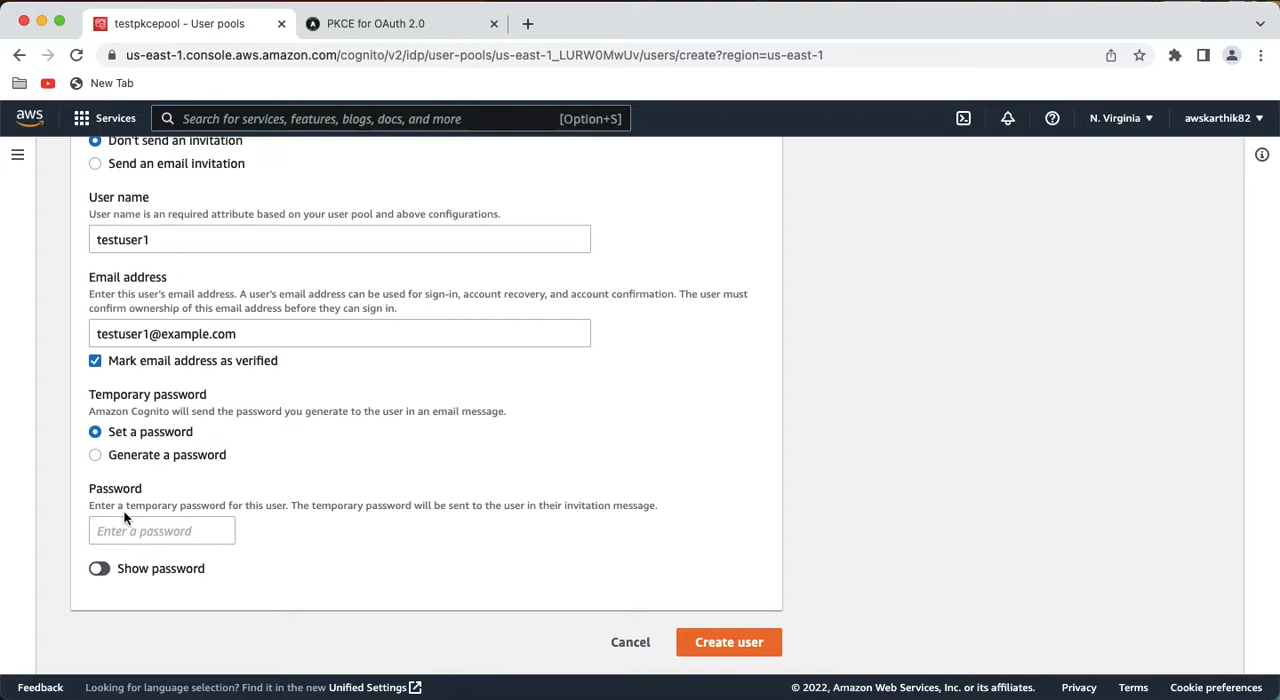 testpkcepool - User pools
PKCE for OAuth 2.0
us-east-1.console.aws.amazon.com/cognito/v2/idp/user-pools/us-east-1_LURW0MwUv/users/create?region=us-east-1
New Tab
aws
Services
Search for services, features, blogs, docs, and more
[Option+S]
N. Virginia
awskarthik82
Don't send an invitation
Send an email invitation
User name
User name is an required attribute based on your user pool and above configurations.
testuser1
Email address
Enter this user's email address. A user's email address can be used for sign-in, account recovery, and account confirmation. The user must
confirm ownership of this email address before they can sign in.
testuser1@example.com
Mark email address as verified
Temporary password
Amazon Cognito will send the password you generate to the user in an email message.
Set a password
Generate a password
Password
Enter a temporary password for this user. The temporary password will be sent to the user in their invitation message.
Enter a password
Show password
Cancel
Create user
Feedback
Looking for language selection? Find it in the new Unified Settings
© 2022, Amazon Web Services, Inc. or its affiliates.
Privacy
Terms
Cookie preferences